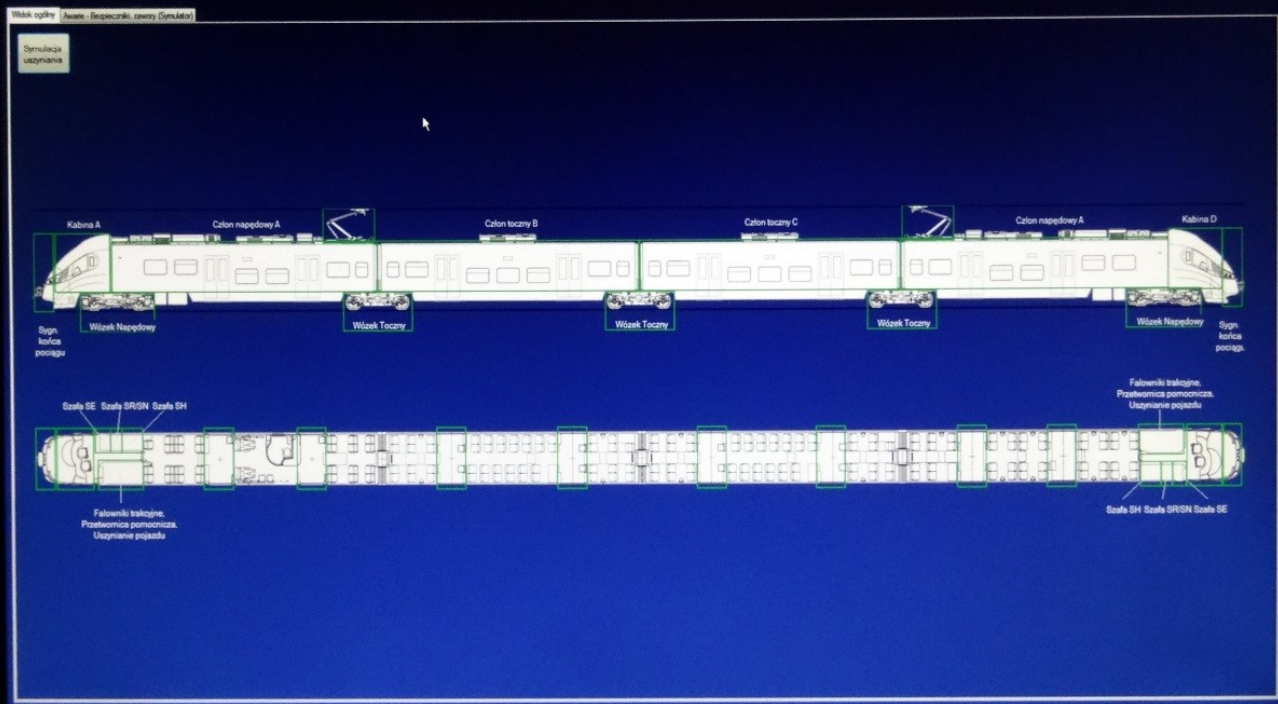 Widok ogólny
Awarie - Bezpieczniki, zawory (Symulator)
Symulacja
uszyniania
Kabina A
Człon napędowy A
Człon toczny B
Człon toczny C
Człon napędowy A
Kabina D
Sygn.
końca
pociągu
Wózek Napędowy
Wózek Toczny
Wózek Toczny
Wózek Toczny
Wózek Napędowy
Sygn.
końca
pociągu
Falowniki trakcyjne,
Przetwornica pomocnicza,
Uszynianie pojazdu
Szafa SE Szafa SR/SN Szafa SH
Szafa SH Szafa SR/SN Szafa SE
Falowniki trakcyjne,
Przetwornica pomocnicza,
Uszynianie pojazdu